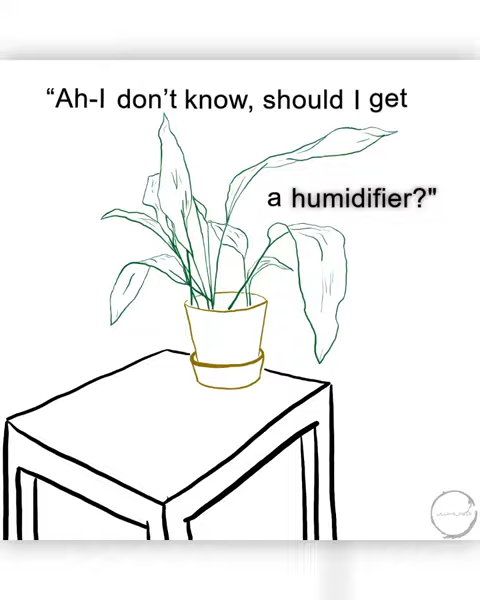 “Ah-I don’t know, should I get
a humidifier?"